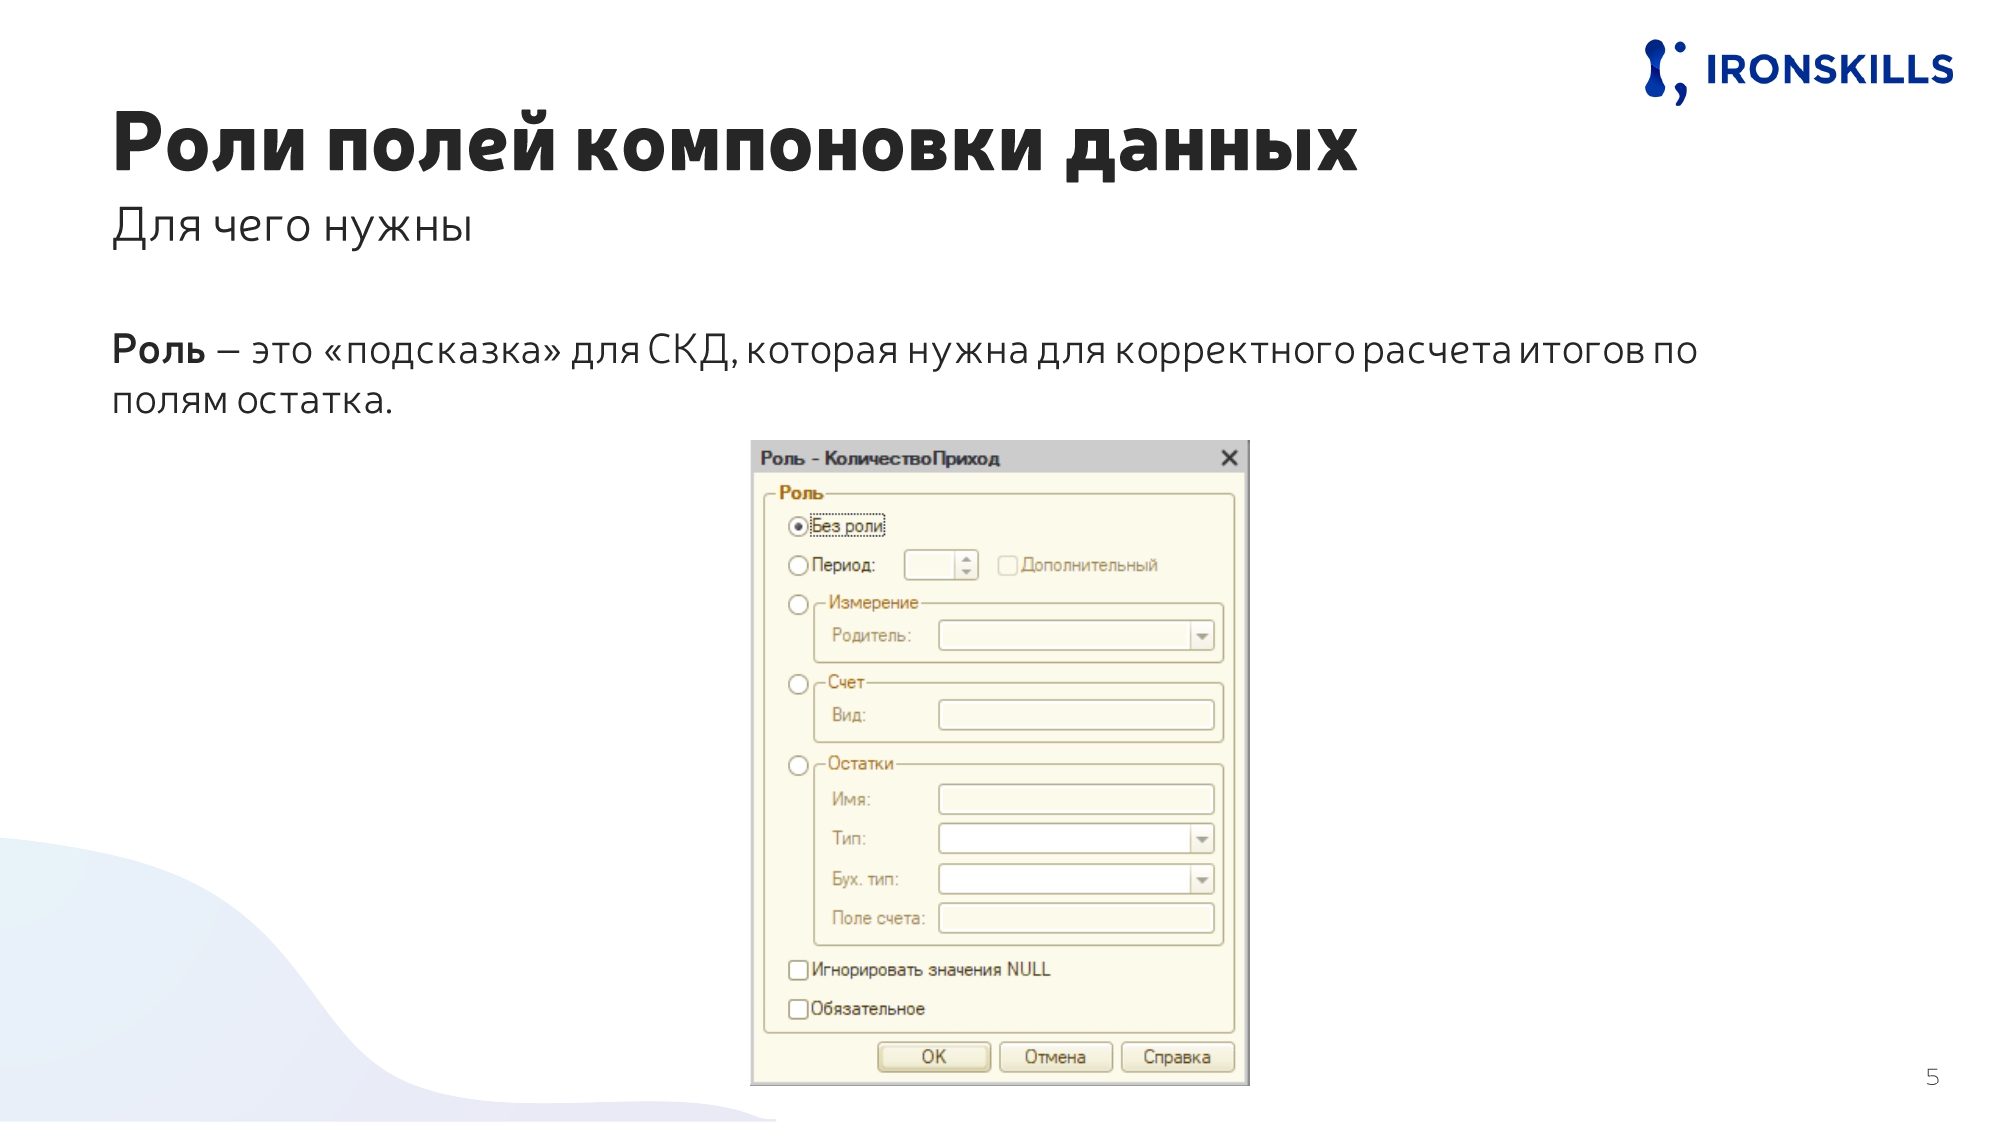 IRONSKILLS
Роли полей компоновки данных
Для чего нужны
Роль – это «подсказка» для СКД, которая нужна для корректного расчета итогов по
полям остатка.
Роль - КоличествоПриход
Роль
Без роли
Период:
Дополнительный
Измерение
Родитель:
Счет
Вид:
Остатки
Имя:
Тип:
Бух. тип:
Поле счета:
Игнорировать значения NULL
Обязательное
ОК
Отмена
Справка
5